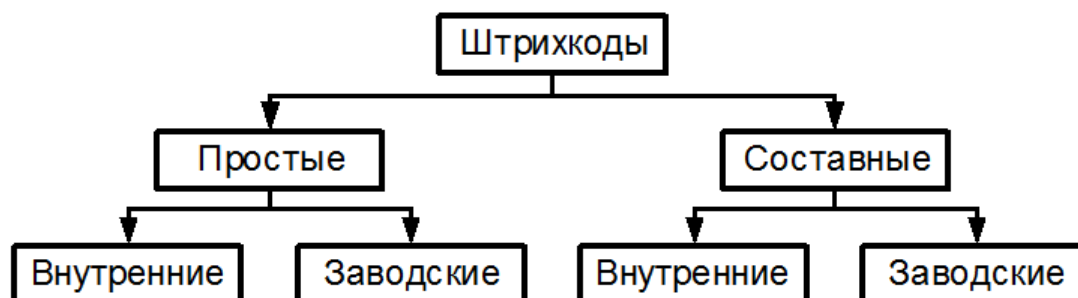 Штрихкоды
Простые
Составные
Внутренние
Заводские
Внутренние
Заводские